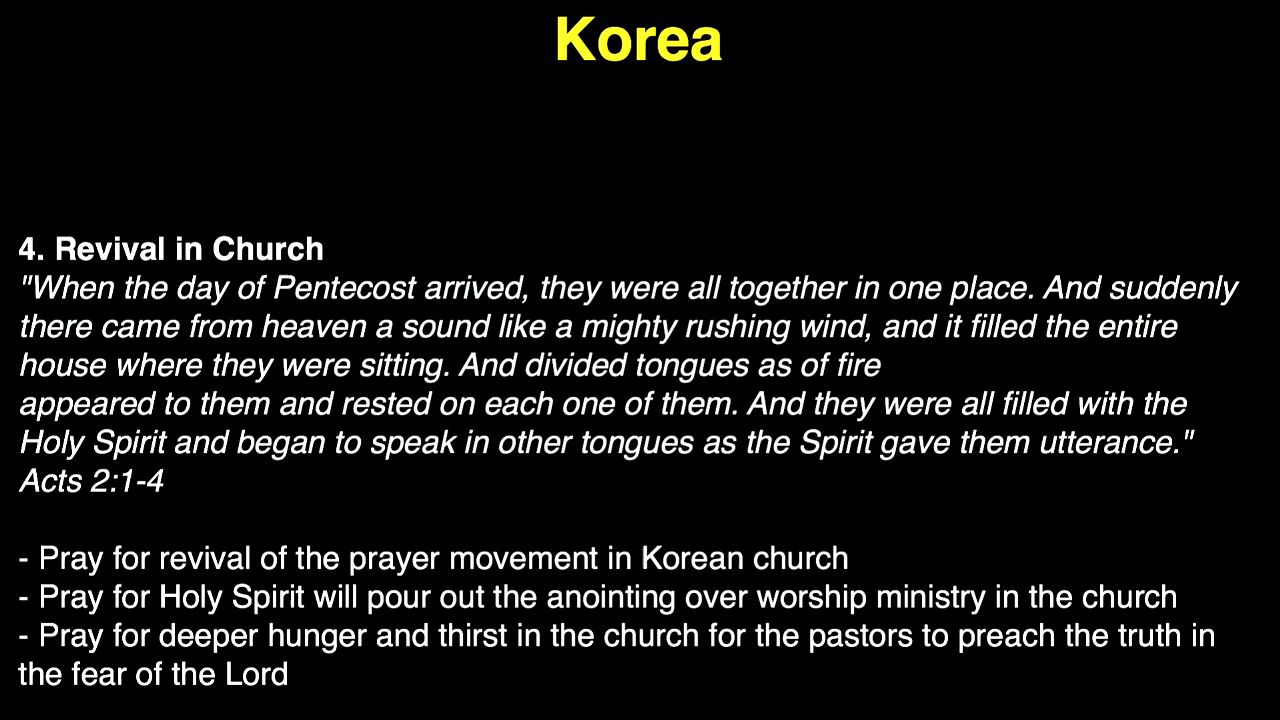 Korea
4. Revival in Church
"When the day of Pentecost arrived, they were all together in one place. And suddenly
there came from heaven a sound like a mighty rushing wind, and it filled the entire
house where they were sitting. And divided tongues as of fire
appeared to them and rested on each one of them. And they were all filled with the
Holy Spirit and began to speak in other tongues as the Spirit gave them utterance."
Acts 2:1-4
- Pray for revival of the prayer movement in Korean church
- Pray for Holy Spirit will pour out the anointing over worship ministry in the church
- Pray for deeper hunger and thirst in the church for the pastors to preach the truth in
the fear of the Lord